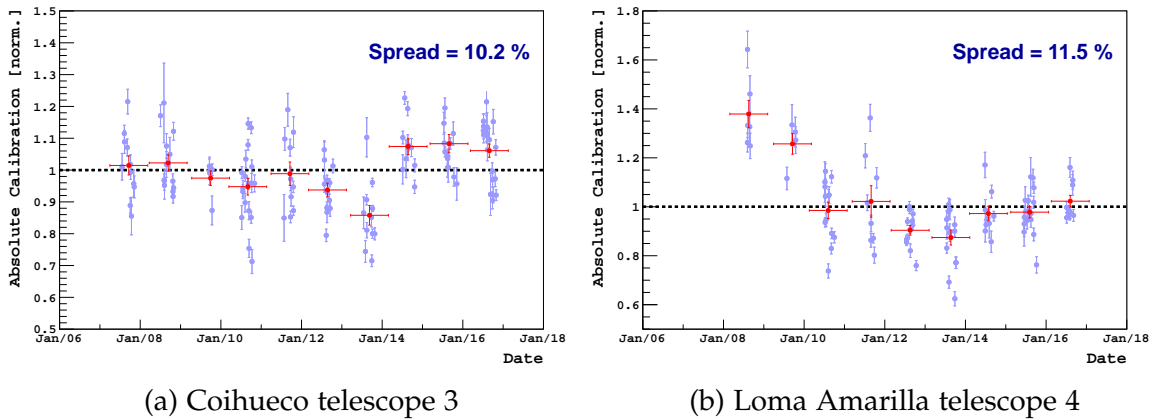 Absolute Calibration [norm.]
1.5
1.4
1.3
1.2
1.1
1
0.9
0.8
0.7
0.6
0.5
Spread = 10.2 %
Jan/06 Jan/08 Jan/10 Jan/12 Jan/14 Jan/16 Jan/18
Date
(a) Coihueco telescope 3
Absolute Calibration [norm.]
1.8
1.6
1.4
1.2
1
0.8
0.6
Spread = 11.5 %
Jan/06 Jan/08 Jan/10 Jan/12 Jan/14 Jan/16 Jan/18
Date
(b) Loma Amarilla telescope 4